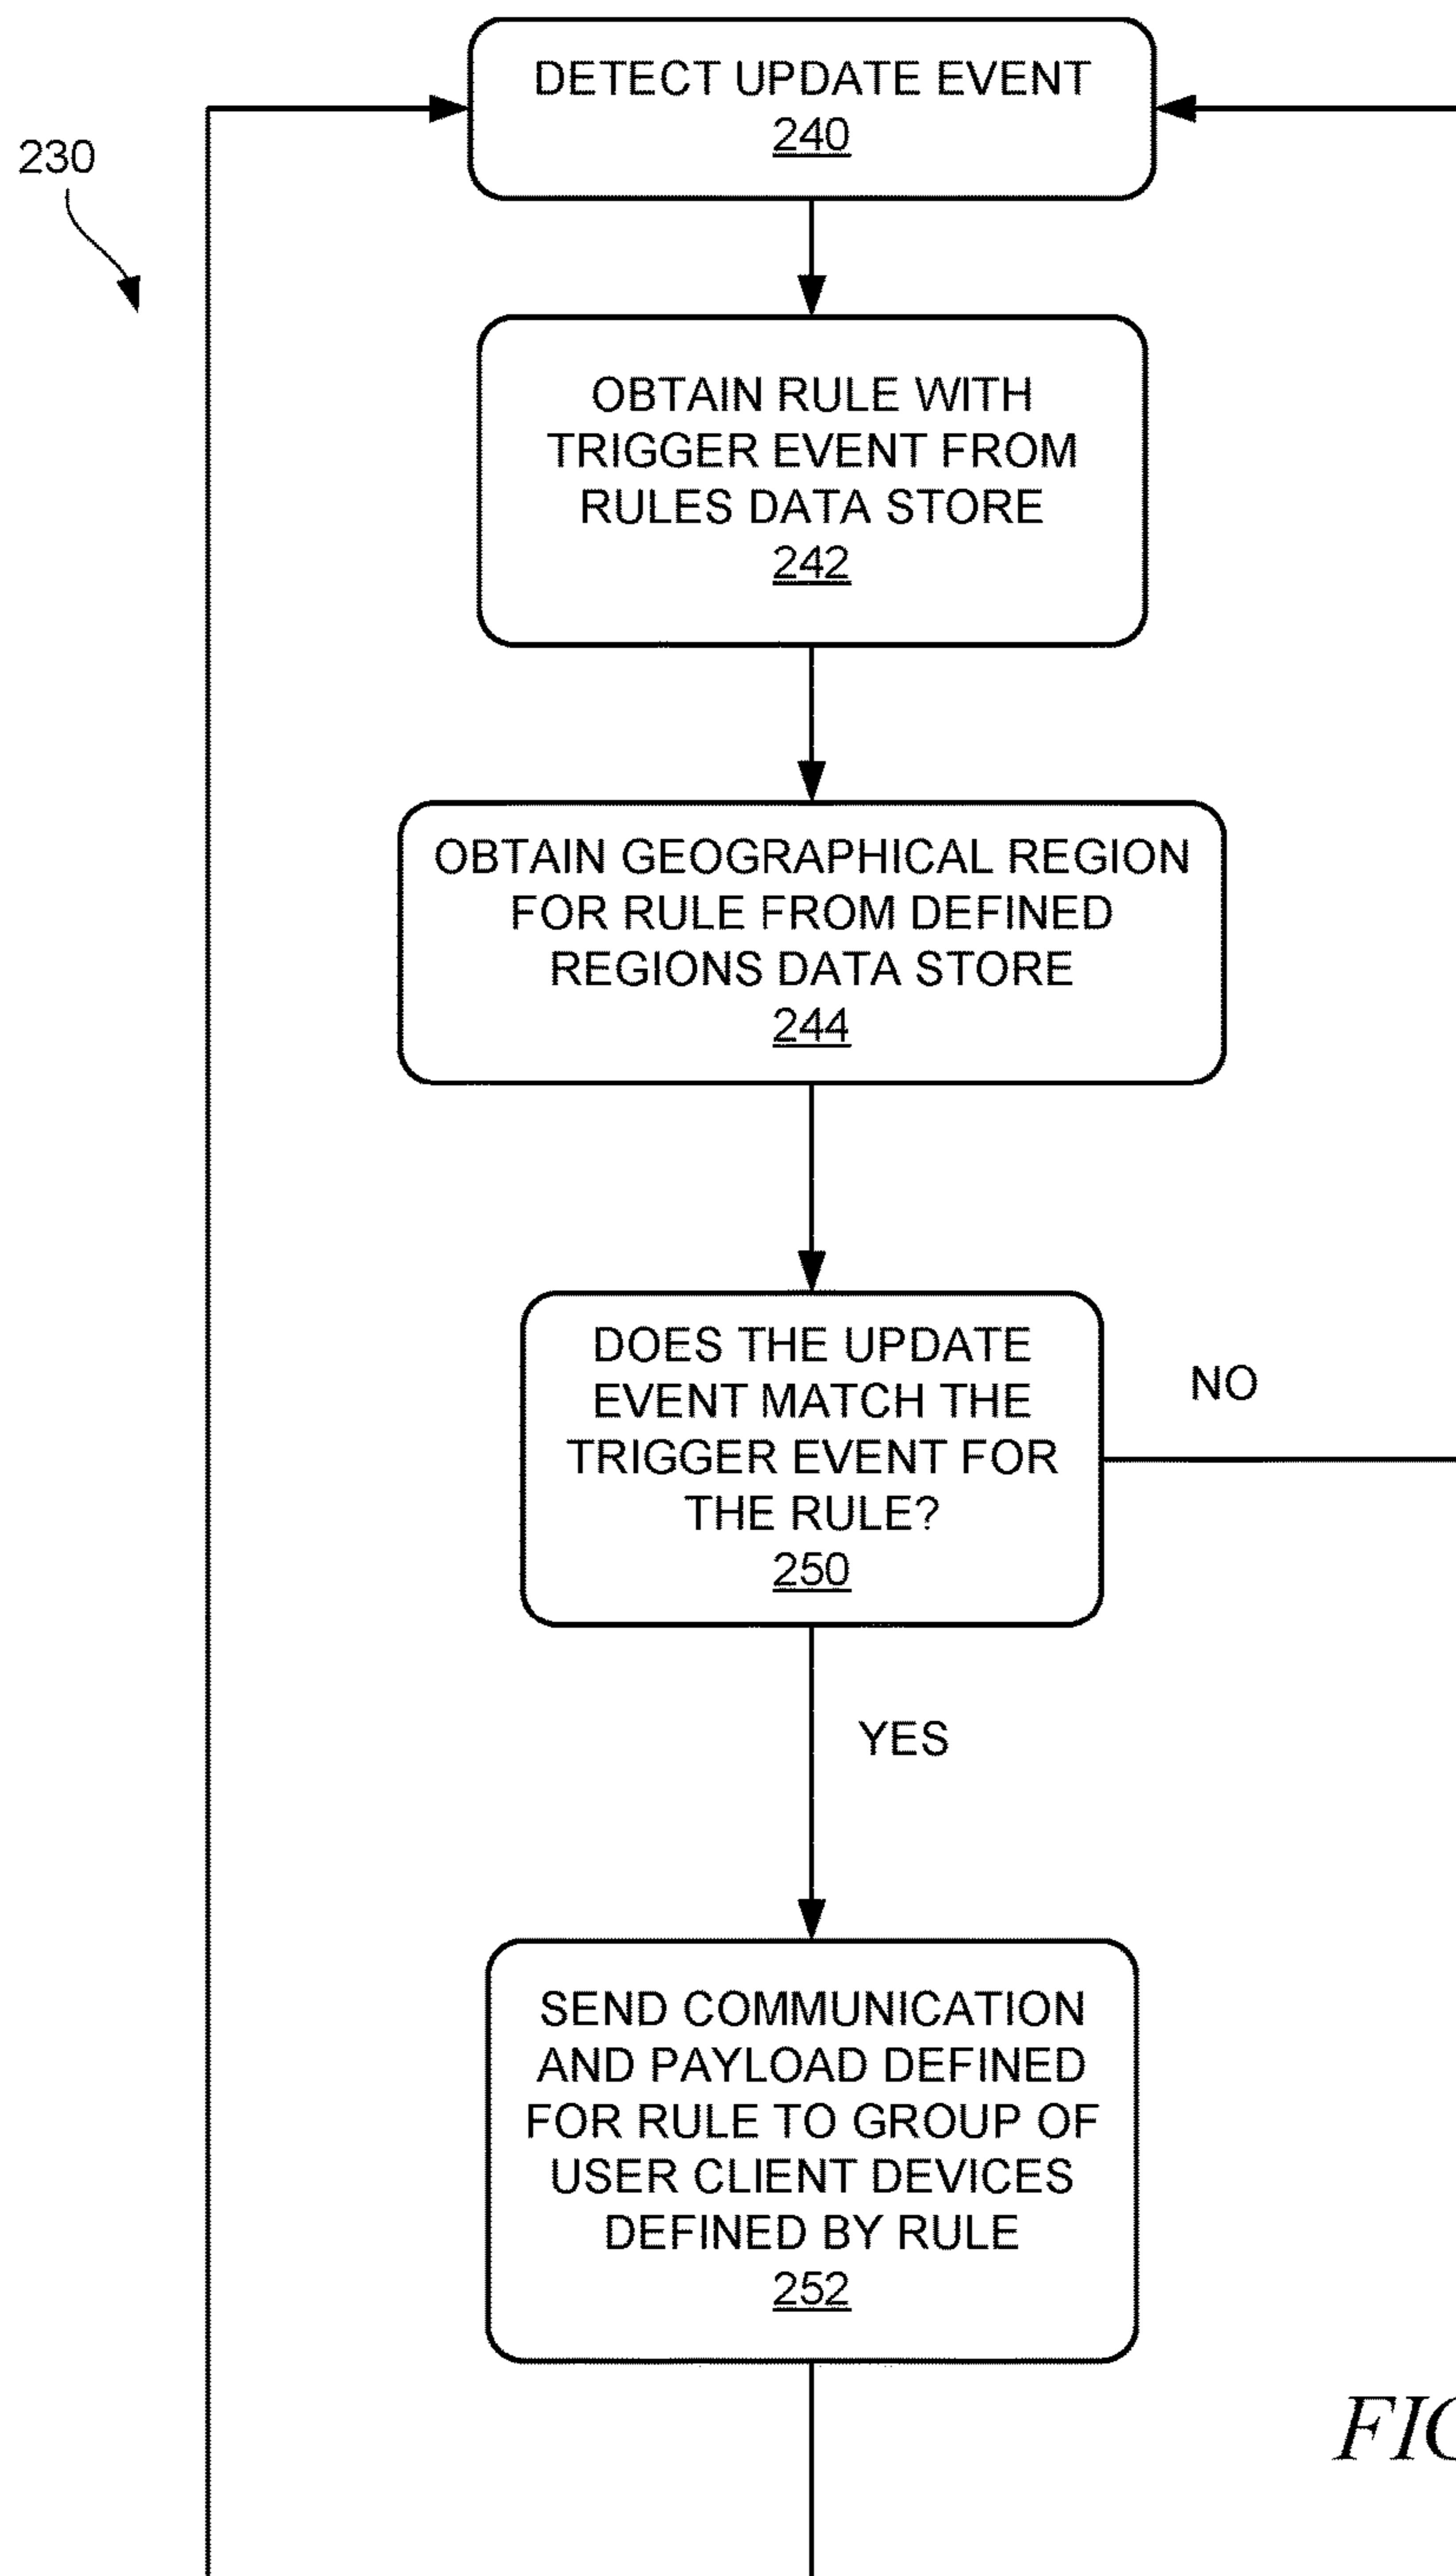 DETECT UPDATE EVENT
240
230
OBTAIN RULE WITH
TRIGGER EVENT FROM
RULES DATA STORE
242
OBTAIN GEOGRAPHICAL REGION
FOR RULE FROM DEFINED
REGIONS DATA STORE
244
DOES THE UPDATE
EVENT MATCH THE
TRIGGER EVENT FOR
THE RULE?
250
NO
YES
SEND COMMUNICATION
AND PAYLOAD DEFINED
FOR RULE TO GROUP OF
USER CLIENT DEVICES
DEFINED BY RULE
252